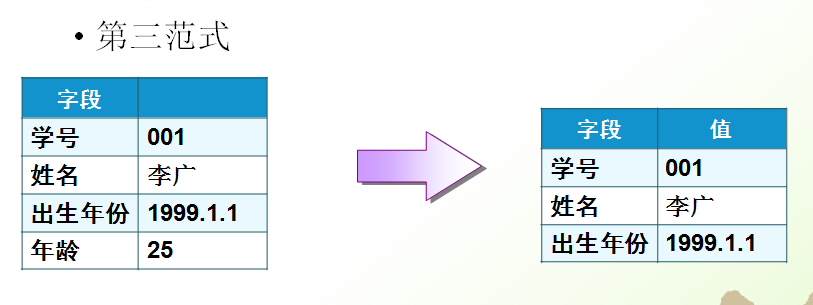 • 第三范式
字段
学号 001
姓名 李广
出生年份 1999.1.1
年龄 25
字段 值
学号 001
姓名 李广
出生年份 1999.1.1